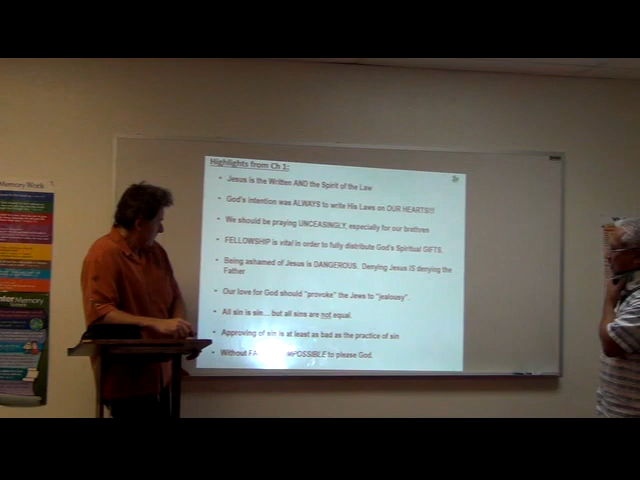 Memory Work
Highlights from Ch 1:
• Jesus is the Written AND the Spirit of the Law
• God's intention was ALWAYS to write His Laws on OUR HEARTS!!!
• We should be praying UNCEASINGLY, especially for our brethren
• FELLOWSHIP is vital in order to fully distribute God's Spiritual GIFTS.
• Being ashamed of Jesus is DANGEROUS. Denying Jesus IS denying the
Father
• Our love for God should "provoke" the Jews to "jealousy".
• All sin is sin... but all sins are not equal.
• Approving of sin is at least as bad as the practice of sin
• Without IMPOSSIBLE to please God.
Memory